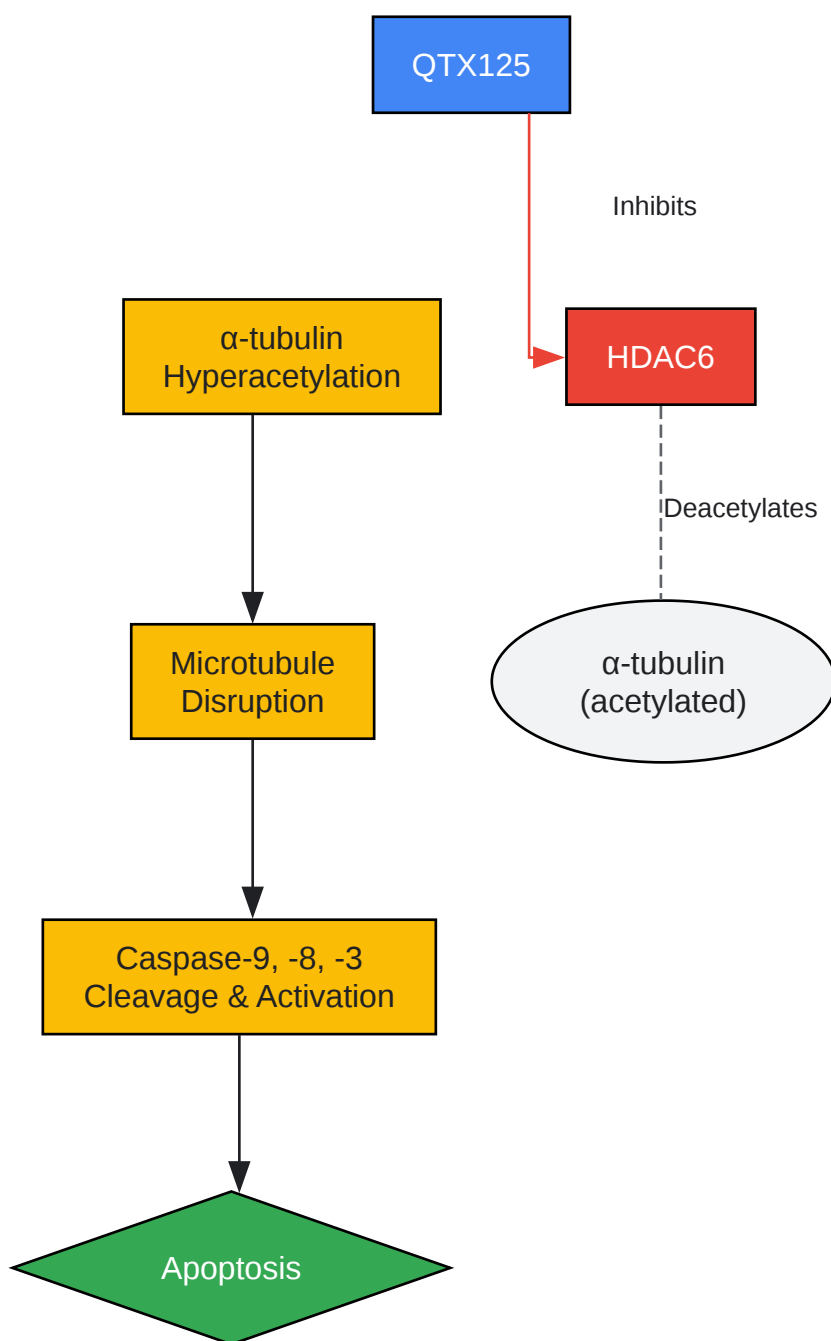 QTX125
Inhibits
α-tubulin
Hyperacetylation
HDAC6
Deacetylates
Microtubule
Disruption
α-tubulin
(acetylated)
Caspase-9, -8, -3
Cleavage & Activation
Apoptosis